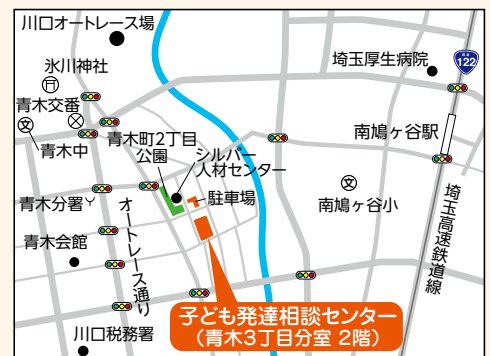 川口オートレース場
氷川神社
青木交番
文
青木中
青木町2丁目
公園
シルバー
人材センター
駐車場
埼玉厚生病院
122
南鳩ヶ谷駅
文
南鳩ヶ谷小
埼玉高速鉄道線
青木分署
青木会館
オートレース通り
川口税務署
子ども発達相談センター
(青木3丁目分室 2階)